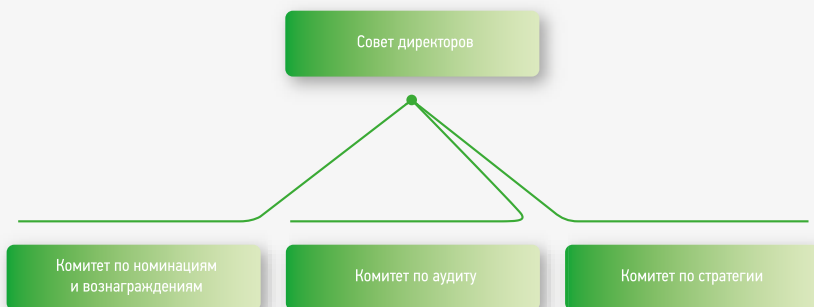 Совет директоров
Комитет по номинациям
и вознаграждениям
Комитет по аудиту
Комитет по стратегии